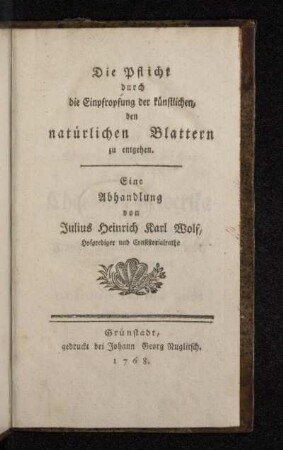 Die Pflicht
durch
die Einpfropfung der künstlichen,
den
natürlichen Blattern
zu entgehen.
Eine
Abhandlung
von
Julius Heinrich Karl Wolf,
Hofprediger und Consistorialrathe
Grünstadt,
gedruckt bei Johann Georg Nuglisch.
1768.